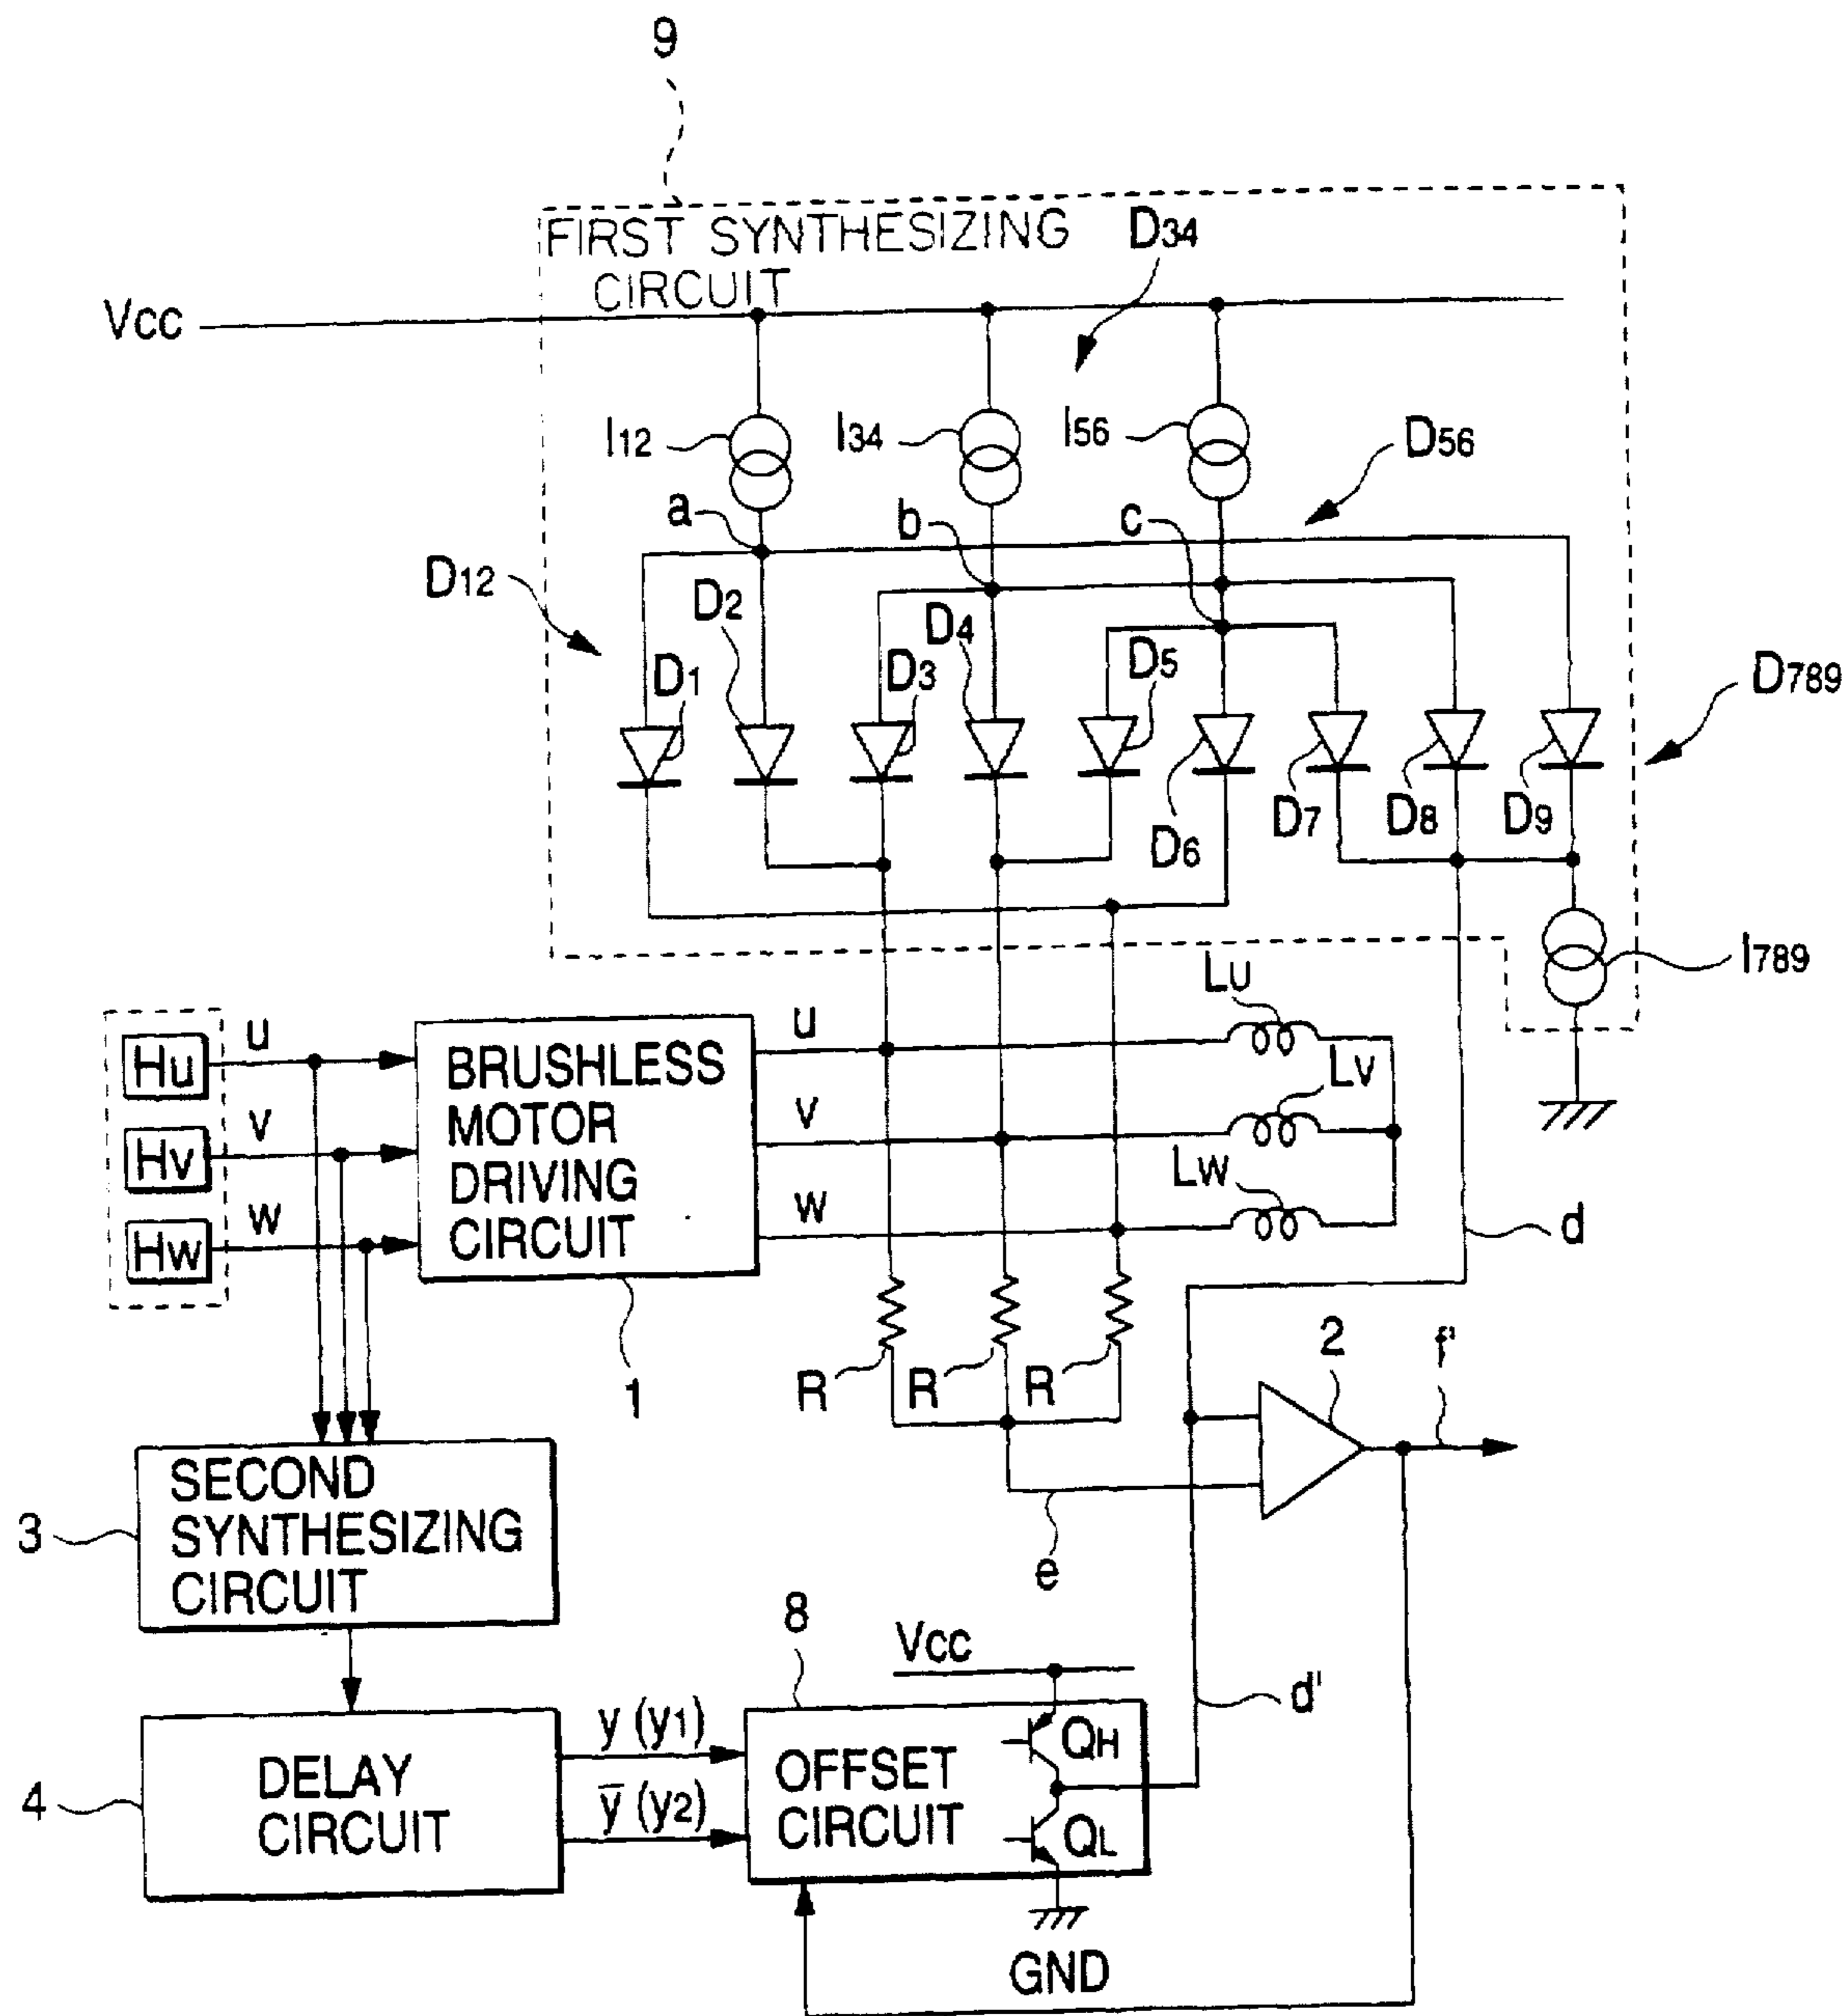 9
FIRST SYNTHESIZING
CIRCUIT
D34
Vcc
I12
I34
I56
D56
a
b
c
D12
D2
D4
D1
D3
D5
D789
D6
D7
D8
D9
I789
Lu
Hu
u
BRUSHLESS
MOTOR
DRIVING
CIRCUIT
u
Lv
Hv
v
v
Lw
Hw
w
w
d
1
R
R
R
2
f'
SECOND
SYNTHESIZING
CIRCUIT
3
e
8
Vcc
d'
DELAY
CIRCUIT
4
y (y1)
y̅ (y2)
OFFSET
CIRCUIT
QH
QL
GND